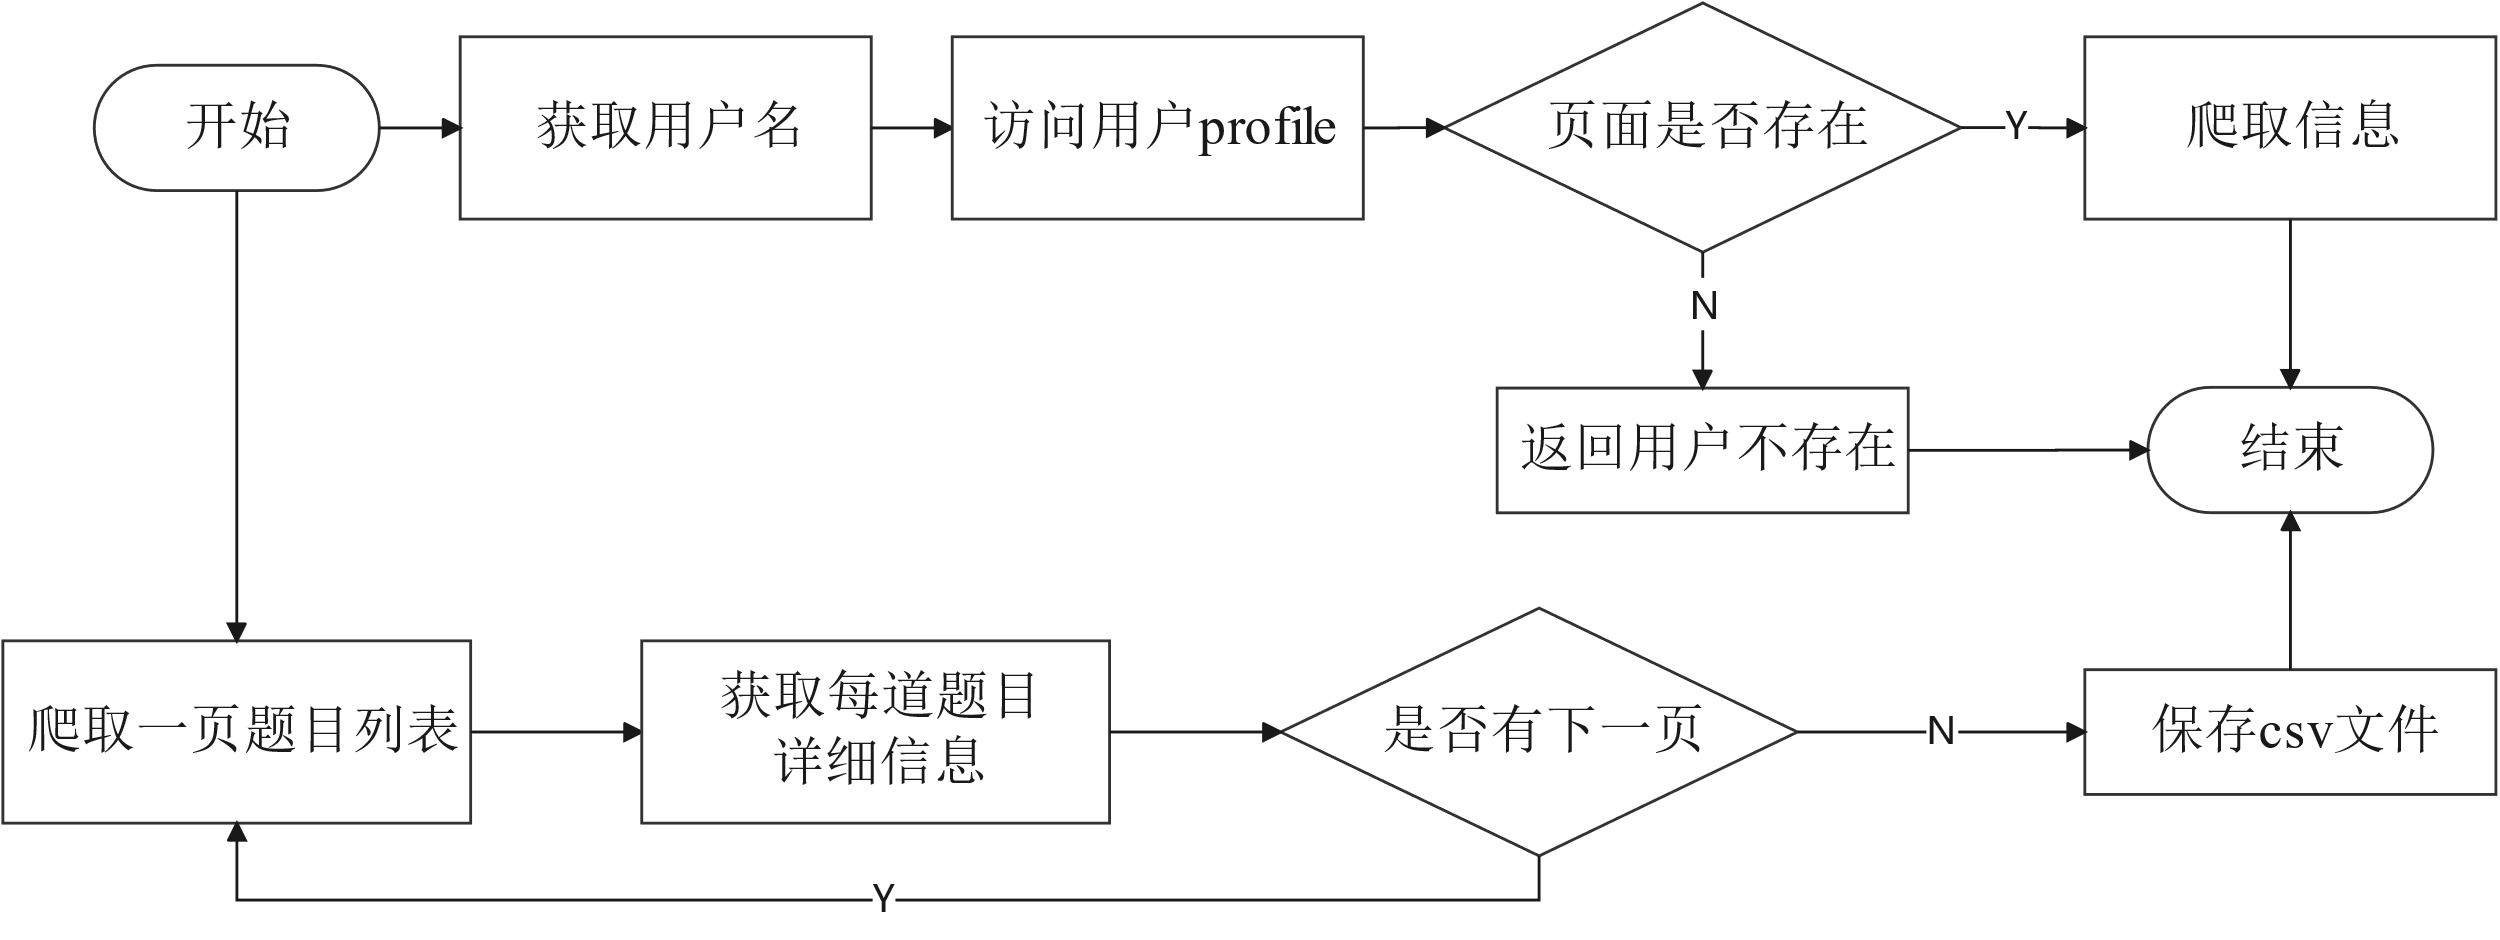 开始
获取用户名
访问用户profile
页面是否存在
Y
爬取信息
N
返回用户不存在
结束
爬取一页题目列表
获取每道题目
详细信息
是否有下一页
N
保存csv文件
Y